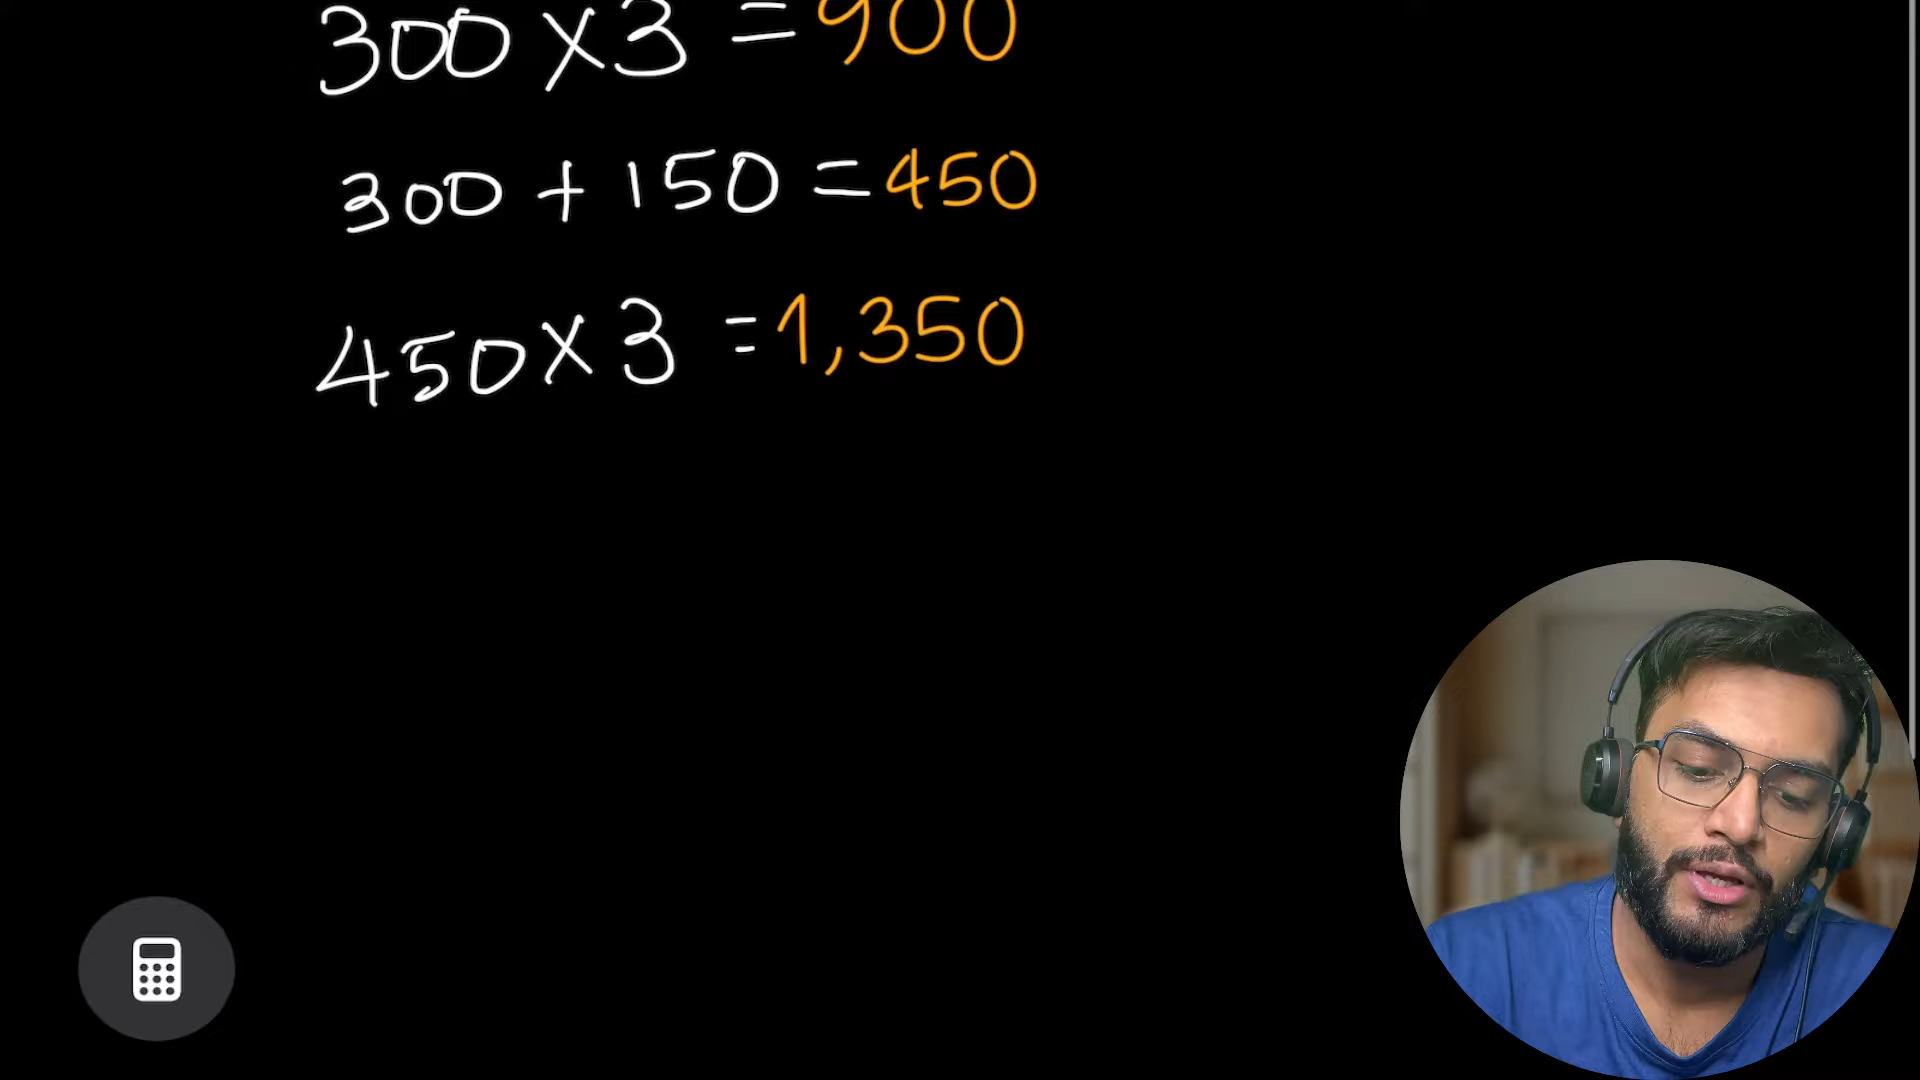 300 × 3 = 900
300 + 150 = 450
450 × 3 = 1,350